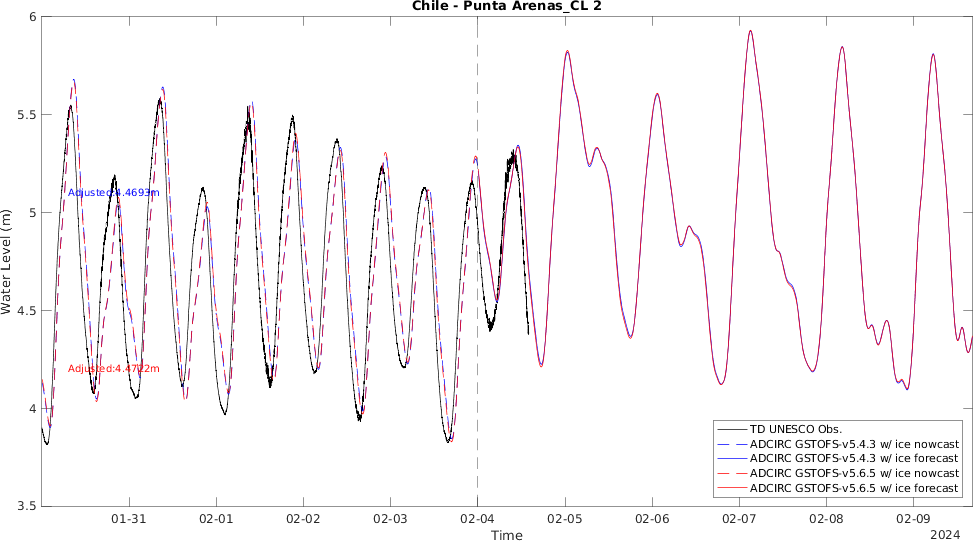 Chile - Punta Arenas_CL 2
6
5.5
5
4.5
4
3.5
Water Level (m)
Adjusted:4.4693m
Adjusted:4.4722m
TD UNESCO Obs.
ADCIRC GSTOFS-v5.4.3 w/ ice nowcast
ADCIRC GSTOFS-v5.4.3 w/ ice forecast
ADCIRC GSTOFS-v5.6.5 w/ ice nowcast
ADCIRC GSTOFS-v5.6.5 w/ ice forecast
01-31 02-01 02-02 02-03 02-04 02-05 02-06 02-07 02-08 02-09
Time
2024